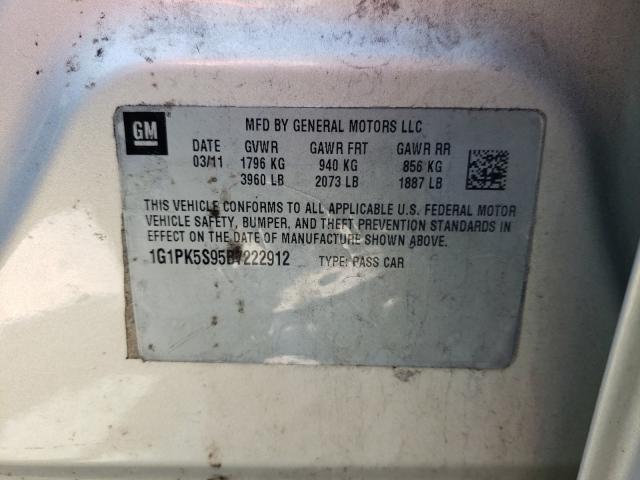 GM
MFD BY GENERAL MOTORS LLC
DATE GVWR GAWR FRT GAWR RR
03/11 1796 KG 940 KG 856 KG
3960 LB 2073 LB 1887 LB
THIS VEHICLE CONFORMS TO ALL APPLICABLE U.S. FEDERAL MOTOR
VEHICLE SAFETY, BUMPER, AND THEFT PREVENTION STANDARDS
IN EFFECT ON THE DATE OF MANUFACTURE SHOWN ABOVE.
1G1PK5S95B7222912 TYPE: PASS CAR